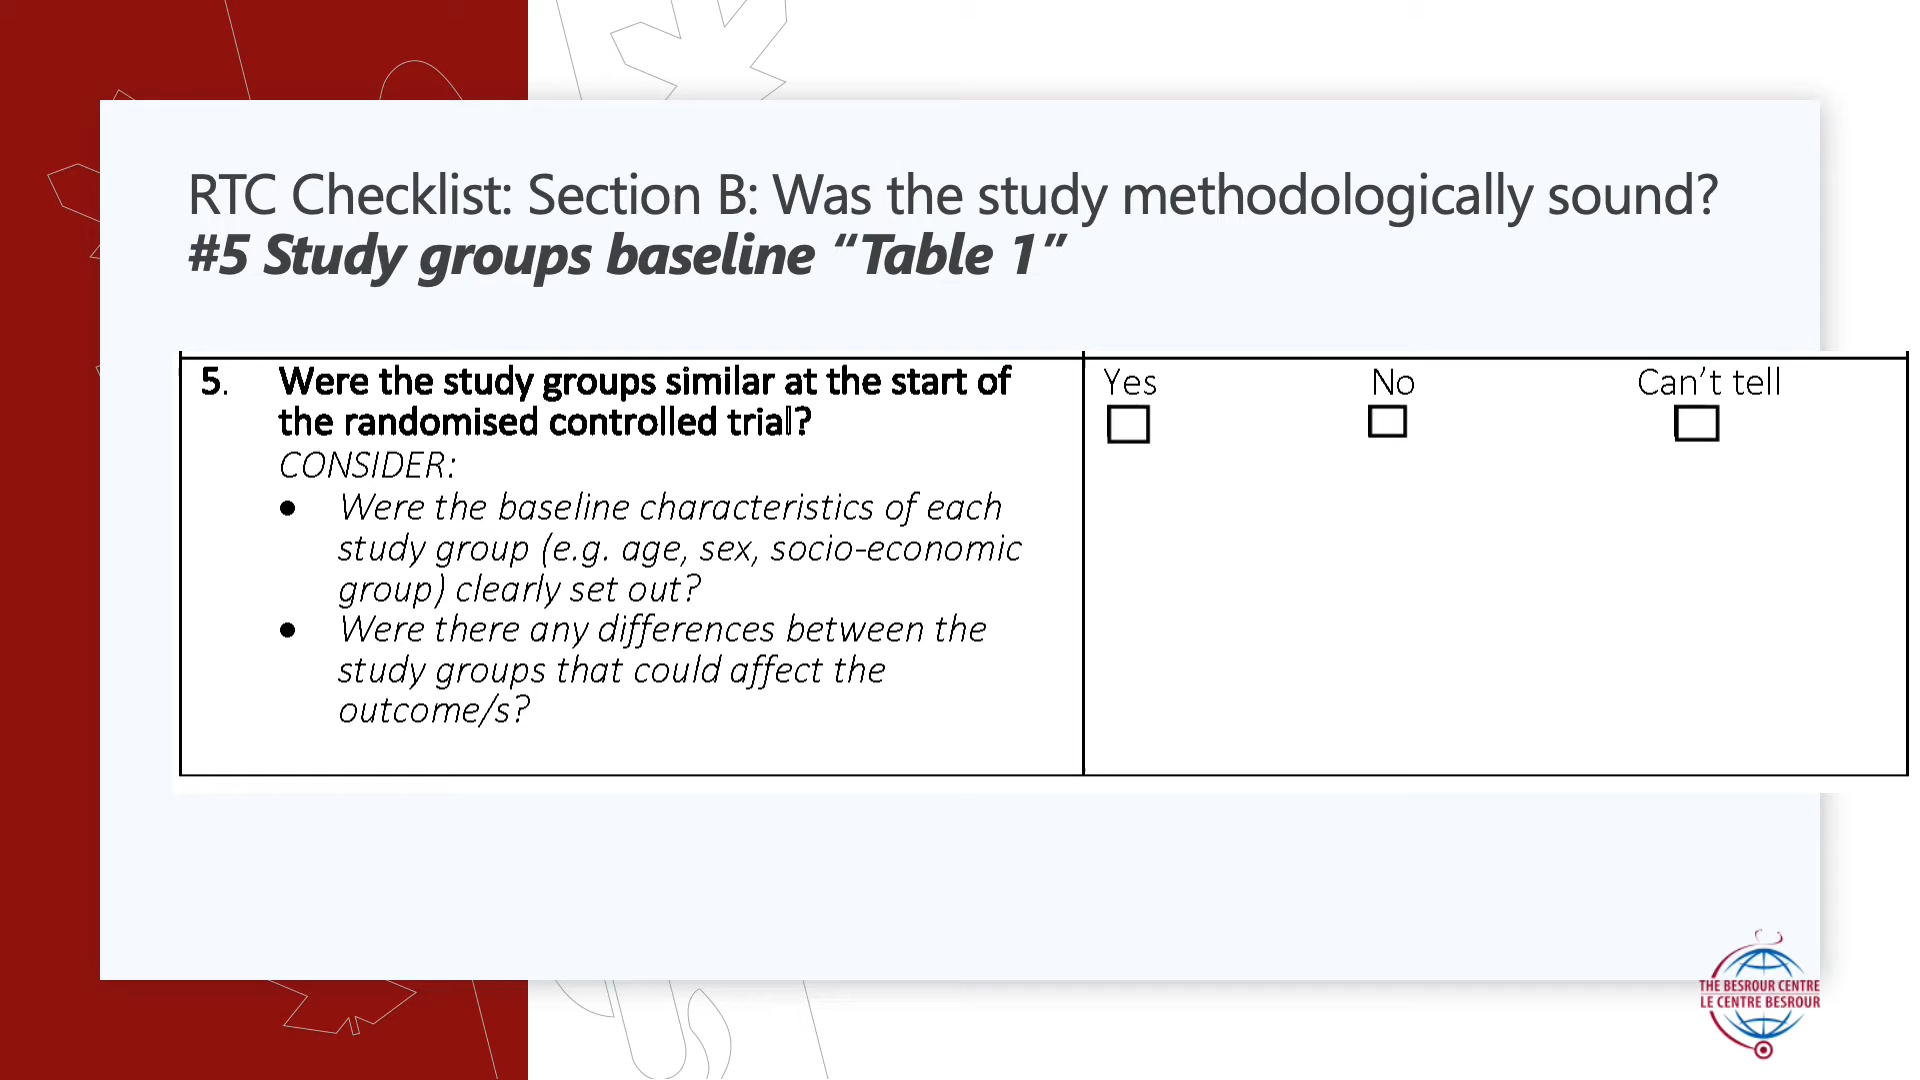 RTC Checklist: Section B: Was the study methodologically sound?
#5 Study groups baseline “Table 1”
5. Were the study groups similar at the start of
the randomised controlled trial?
CONSIDER:
● Were the baseline characteristics of each
study group (e.g. age, sex, socio-economic
group) clearly set out?
● Were there any differences between the
study groups that could affect the
outcome/s?
Yes No Can’t tell
THE BESROUR CENTRE
LE CENTRE BESROUR